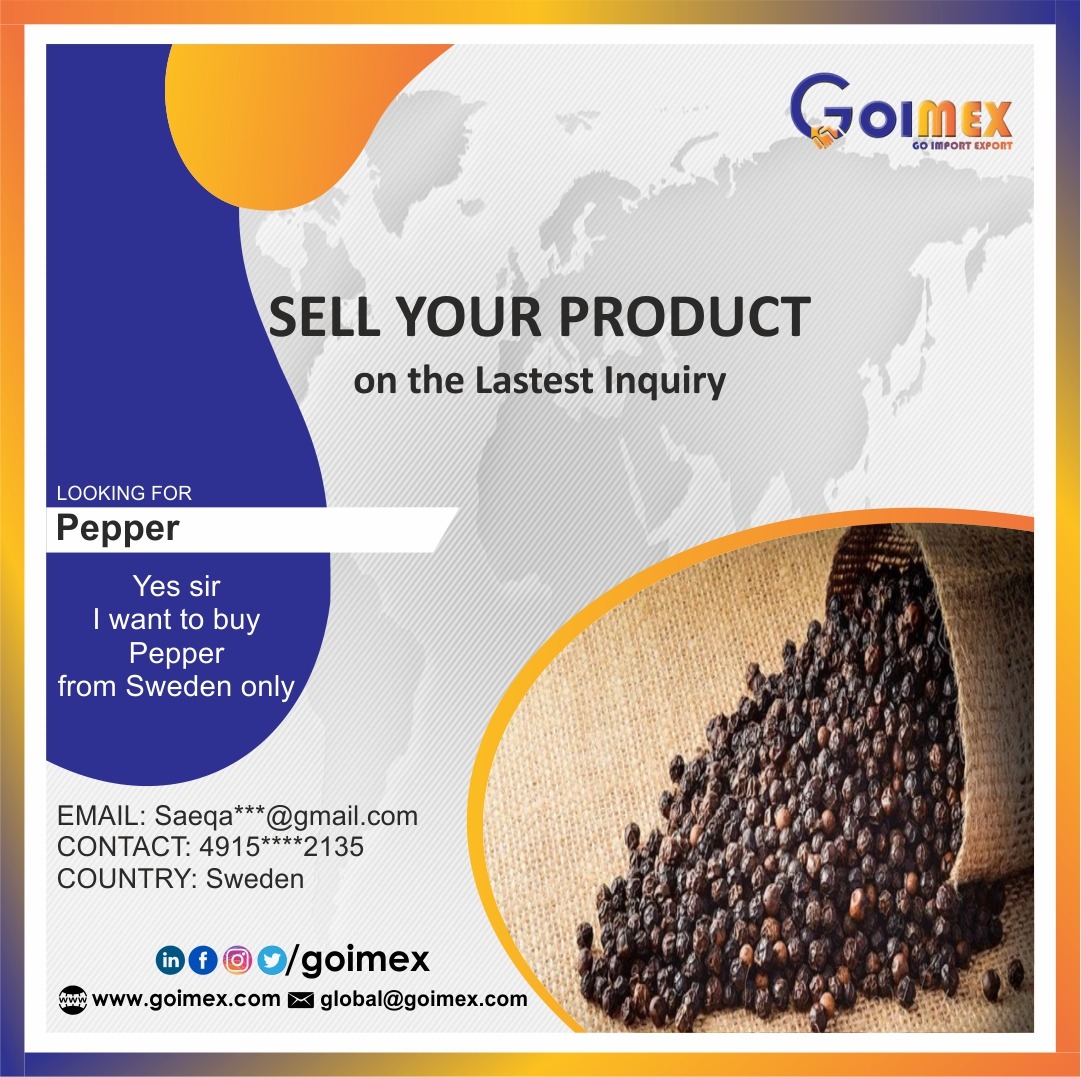 GOIMEX
GO IMPORT EXPORT
SELL YOUR PRODUCT
on the Lastest Inquiry
LOOKING FOR
Pepper
Yes sir
I want to buy
Pepper
from Sweden only
EMAIL: Saeqa***@gmail.com
CONTACT: 4915****2135
COUNTRY: Sweden
in f /goimex
www www.goimex.com global@goimex.com